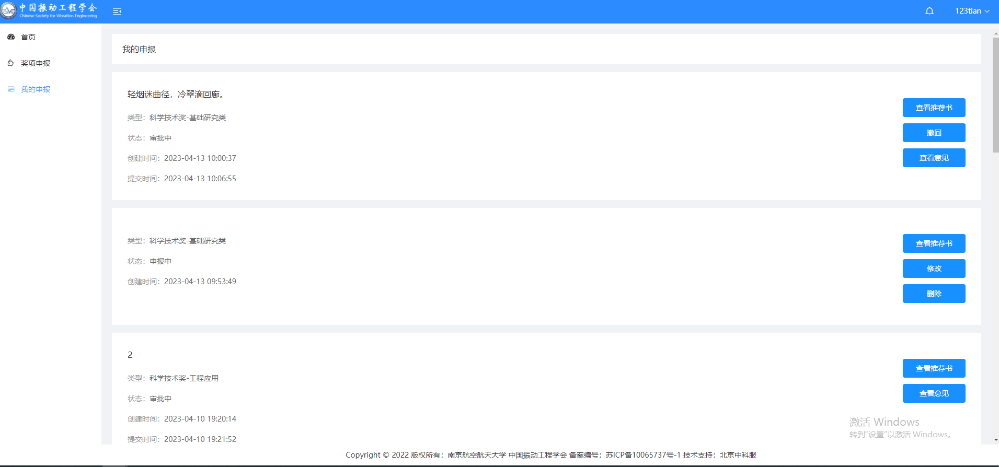 中国振动工程学会
Chinese Society for Vibration Engineering
123tian
首页
奖项申报
我的申报
我的申报
轻烟迷曲径，冷翠滴回廊。
类型：科学技术奖-基础研究类
状态：审批中
创建时间：2023-04-13 10:00:37
提交时间：2023-04-13 10:06:55
查看推荐书
撤回
查看意见
类型：科学技术奖-基础研究类
状态：申报中
创建时间：2023-04-13 09:53:49
查看推荐书
修改
删除
2
类型：科学技术奖-工程应用
状态：审批中
创建时间：2023-04-10 19:20:14
提交时间：2023-04-10 19:21:52
查看推荐书
查看意见
激活 Windows
转到"设置"以激活 Windows。
Copyright © 2022 版权所有：南京航空航天大学 中国振动工程学会 备案编号：苏ICP备10065737号-1 技术支持：北京中科服